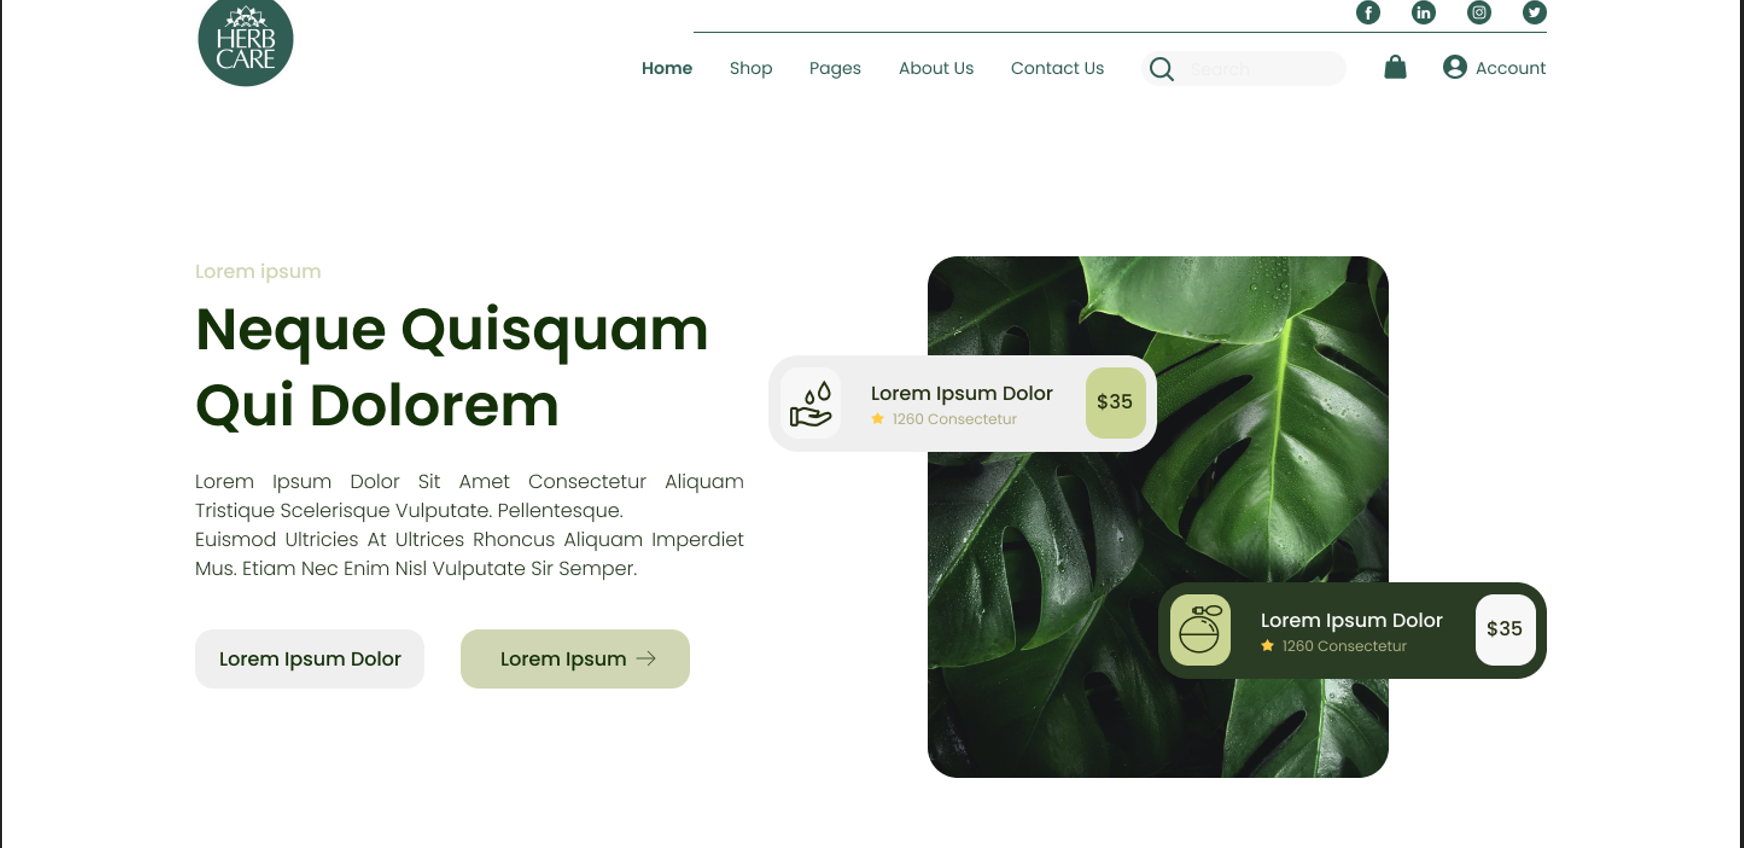 HERB
CARE
Home Shop Pages About Us Contact Us Search Account
Lorem ipsum
Neque Quisquam
Qui Dolorem
Lorem Ipsum Dolor Sit Amet Consectetur Aliquam
Tristique Scelerisque Vulputate. Pellentesque.
Euismod Ultricies At Ultrices Rhoncus Aliquam Imperdiet
Mus. Etiam Nec Enim Nisl Vulputate Sir Semper.
Lorem Ipsum Dolor
Lorem Ipsum →
Lorem Ipsum Dolor
1260 Consectetur
$35
Lorem Ipsum Dolor
1260 Consectetur
$35